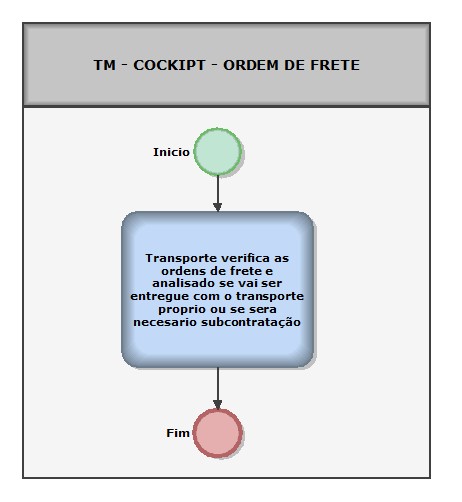 TM - COCKIPT - ORDEM DE FRETE
Inicio
Transporte verifica as
ordens de frete e
analisado se vai ser
entregue com o transporte
proprio ou se sera
necesario subcontratação
Fim